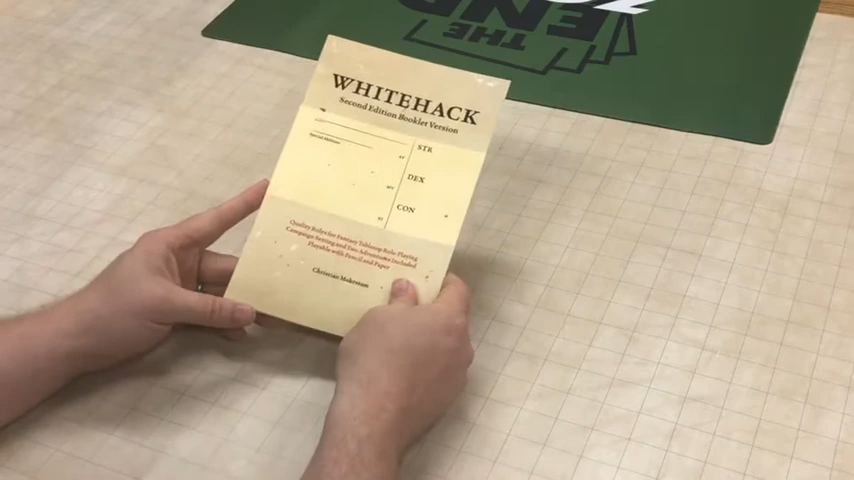 THE
END
WHITEHACK
Second Edition Booklet Version
STR
DEX
CON
Quality Rules for Fantasy Tabletop Role-Playing
Campaign Setting and Two Adventures Included
Playable with Pencil and Paper
Christian Mehrstam